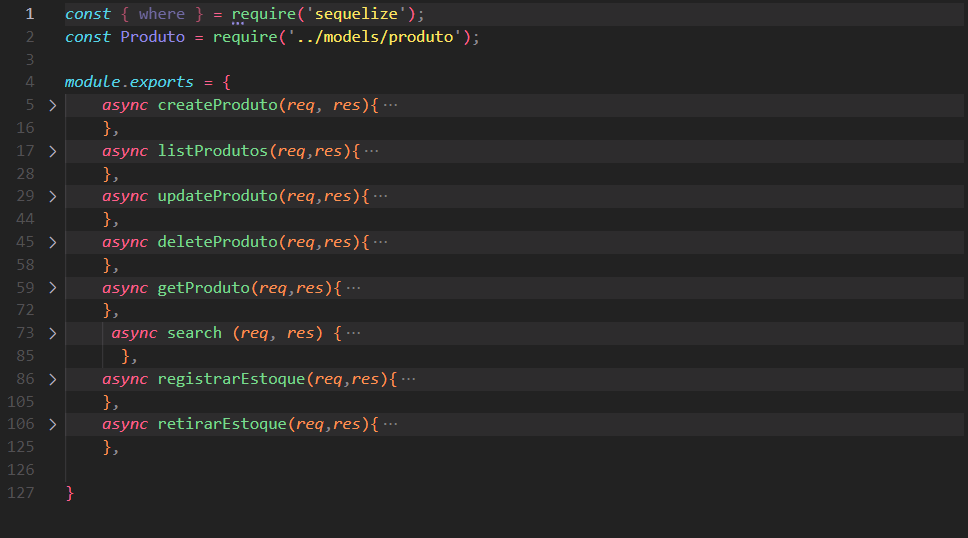 1 const { where } = require('sequelize');
2 const Produto = require('../models/produto');
3
4 module.exports = {
5 async createProduto(req, res){ ···
16 },
17 async listProdutos(req,res){ ···
28 },
29 async updateProduto(req,res){ ···
44 },
45 async deleteProduto(req,res){ ···
58 },
59 async getProduto(req,res){ ···
72 },
73 async search (req, res) { ···
85 },
86 async registrarEstoque(req,res){ ···
105 },
106 async retirarEstoque(req,res){ ···
125 },
126
127 }